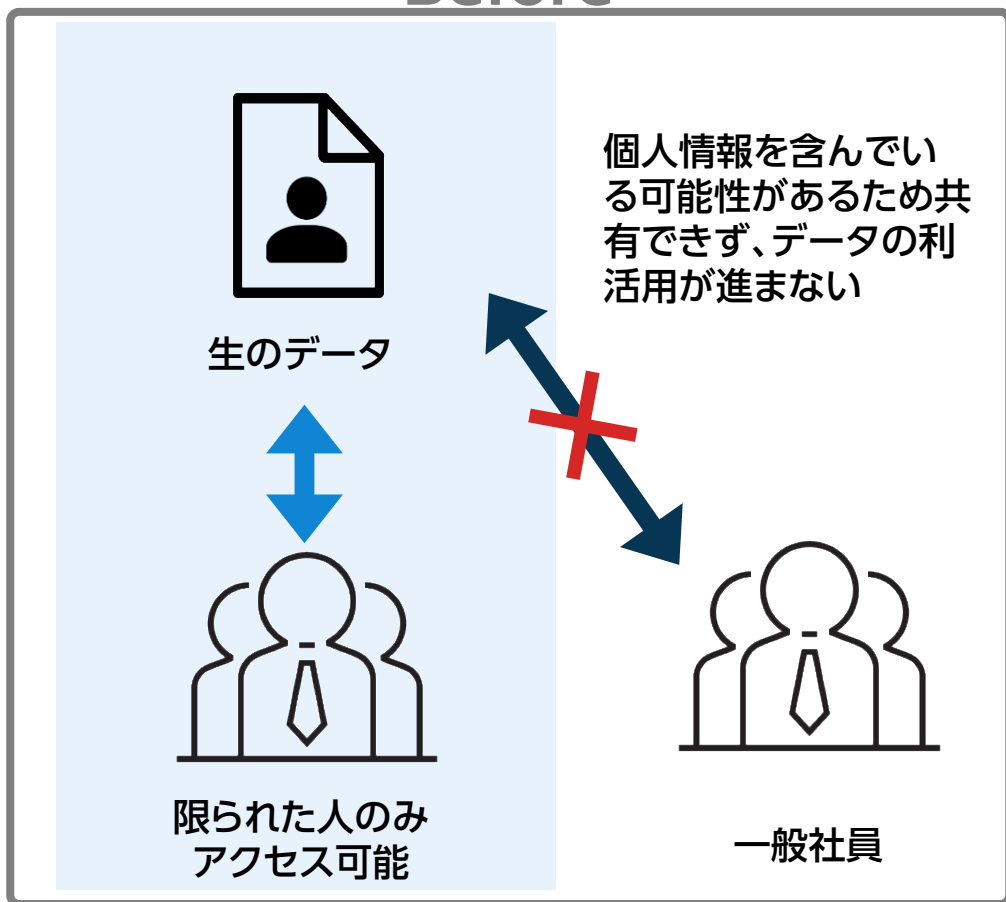 Before
個人情報を含んでい
る可能性があるため共
有できず、データの利
活用が進まない
生のデータ
限られた人のみ
アクセス可能
一般社員